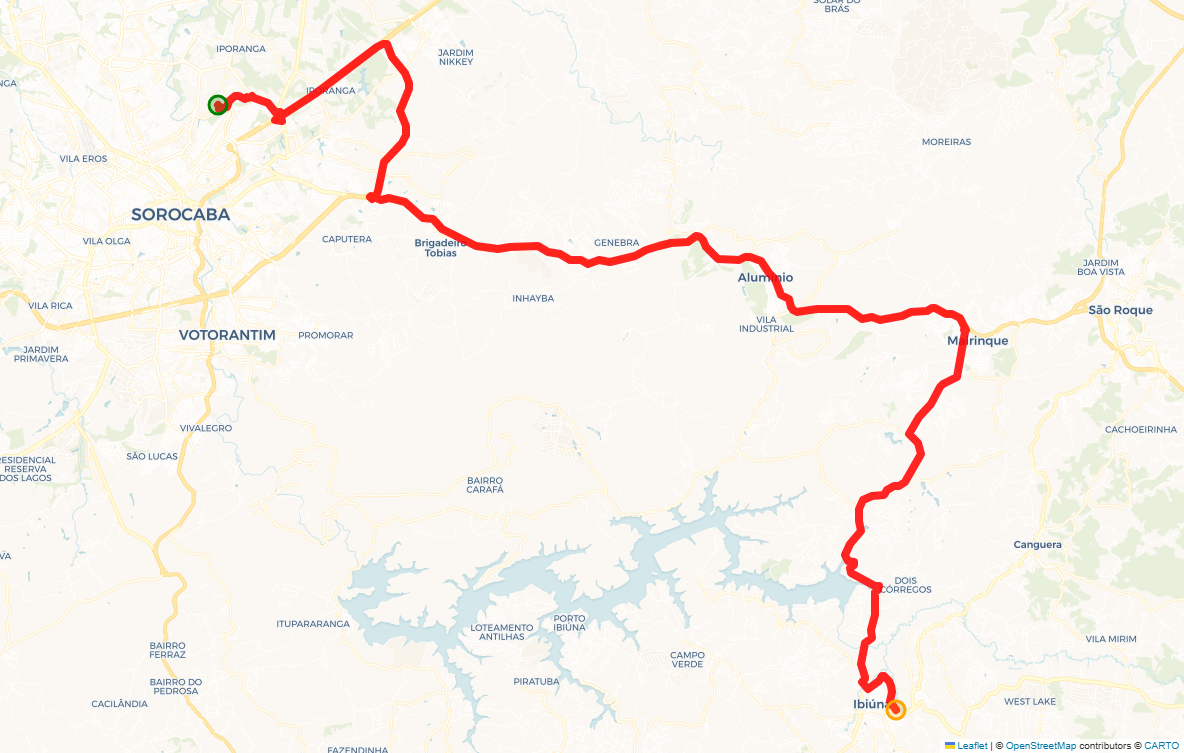 SOLAR DO
BRÁS
IPORANGA
JARDIM
NIKKEY
NGA
IPORANGA
MOREIRAS
VILA EROS
SOROCABA
VILA OLGA
CAPUTERA
Brigadeiro
Tobias
GENEBRA
JARDIM
BOA VISTA
Alumínio
INHAYBA
VILA RICA
São Roque
VILA
INDUSTRIAL
VOTORANTIM
PROMORAR
Mairinque
JARDIM
PRIMAVERA
VIVALEGRO
CACHOEIRINHA
SÃO LUCAS
RESIDENCIAL
RESERVA
DOS LAGOS
BAIRRO
CARAFÁ
Canguera
VA
DOIS
CÓRREGOS
ITUPARARANGA
LOTEAMENTO
ANTILHAS
PORTO
IBIÚNA
VILA MIRIM
BAIRRO
FERRAZ
CAMPO
VERDE
BAIRRO DO
PEDROSA
PIRATUBA
CACILÂNDIA
Ibiúna
WEST LAKE
FAZENDINHA
Leaflet | © OpenStreetMap contributors © CARTO